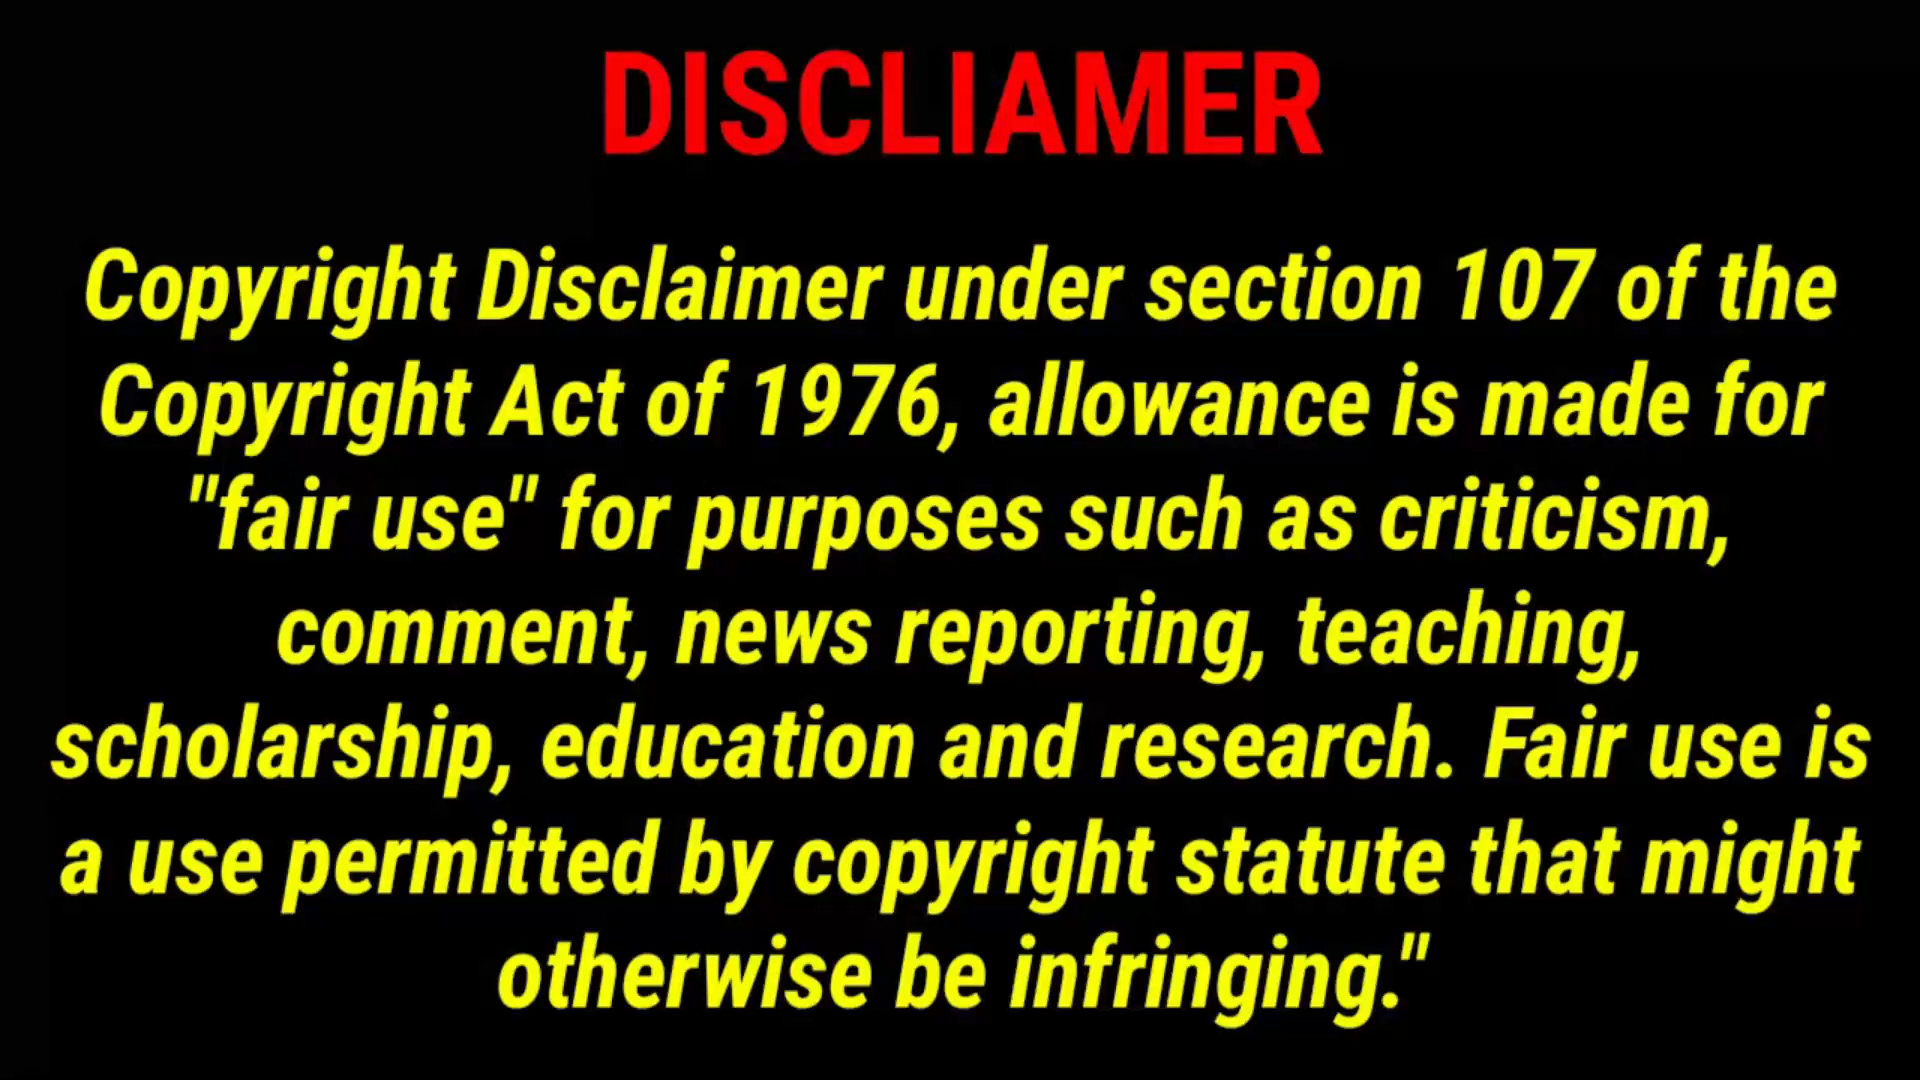 DISCLIAMER
Copyright Disclaimer under section 107 of the
Copyright Act of 1976, allowance is made for
"fair use" for purposes such as criticism,
comment, news reporting, teaching,
scholarship, education and research. Fair use is
a use permitted by copyright statute that might
otherwise be infringing."